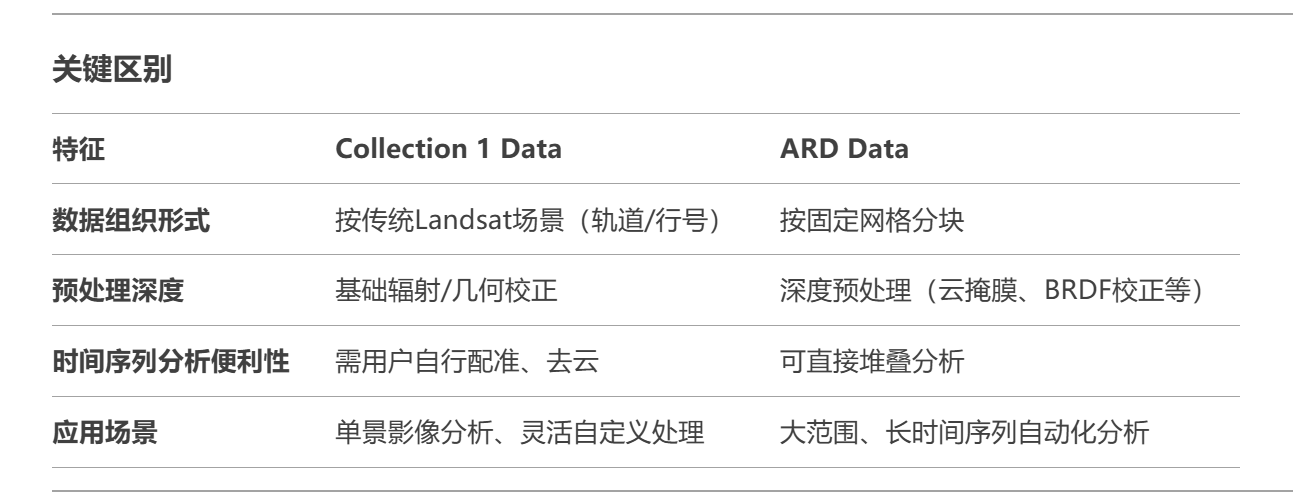 关键区别
特征 Collection 1 Data ARD Data
数据组织形式 按传统Landsat场景（轨道/行号） 按固定网格分块
预处理深度 基础辐射/几何校正 深度预处理（云掩膜、BRDF校正等）
时间序列分析便利性 需用户自行配准、去云 可直接堆叠分析
应用场景 单景影像分析、灵活自定义处理 大范围、长时间序列自动化分析